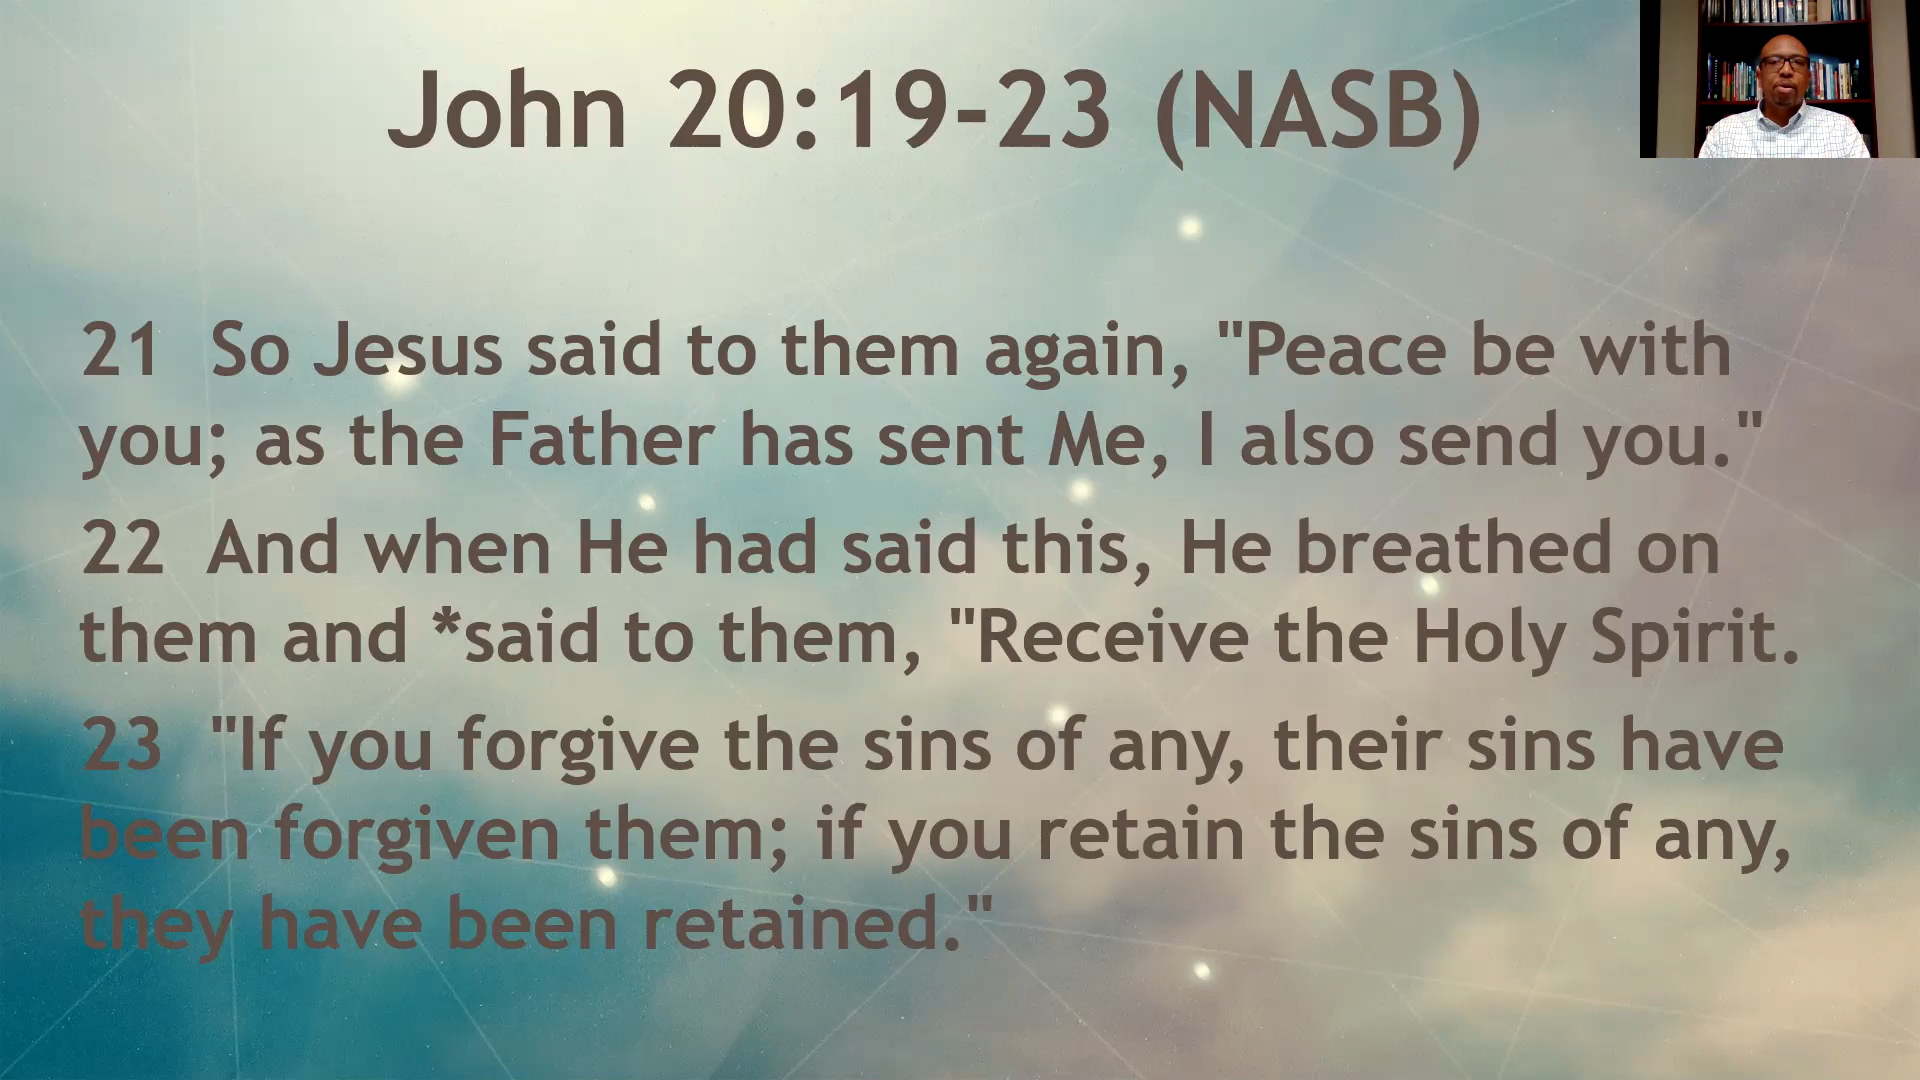 John 20:19-23 (NASB)
21 So Jesus said to them again, "Peace be with
you; as the Father has sent Me, I also send you."
22 And when He had said this, He breathed on
them and *said to them, "Receive the Holy Spirit.
23 "If you forgive the sins of any, their sins have
been forgiven them; if you retain the sins of any,
they have been retained."